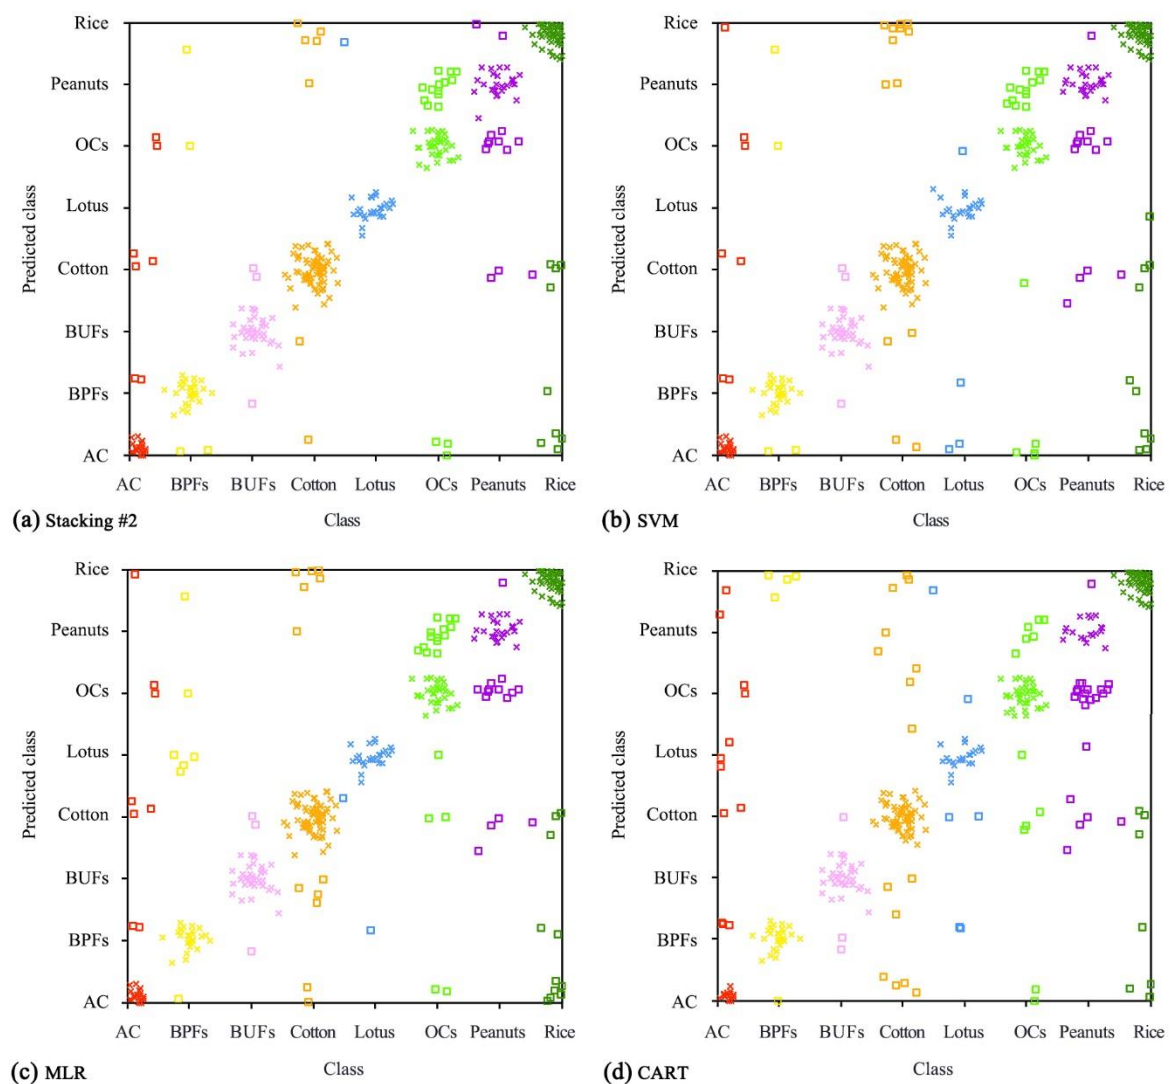 Rice
Peanuts
OCs
Lotus
Cotton
BUFs
BPFs
AC
Predicted class
AC BPFs BUFs Cotton Lotus OCs Peanuts Rice
(a) Stacking #2 Class
Rice
Peanuts
OCs
Lotus
Cotton
BUFs
BPFs
AC
Predicted class
AC BPFs BUFs Cotton Lotus OCs Peanuts Rice
(b) SVM Class
Rice
Peanuts
OCs
Lotus
Cotton
BUFs
BPFs
AC
Predicted class
AC BPFs BUFs Cotton Lotus OCs Peanuts Rice
(c) MLR Class
Rice
Peanuts
OCs
Lotus
Cotton
BUFs
BPFs
AC
Predicted class
AC BPFs BUFs Cotton Lotus OCs Peanuts Rice
(d) CART Class